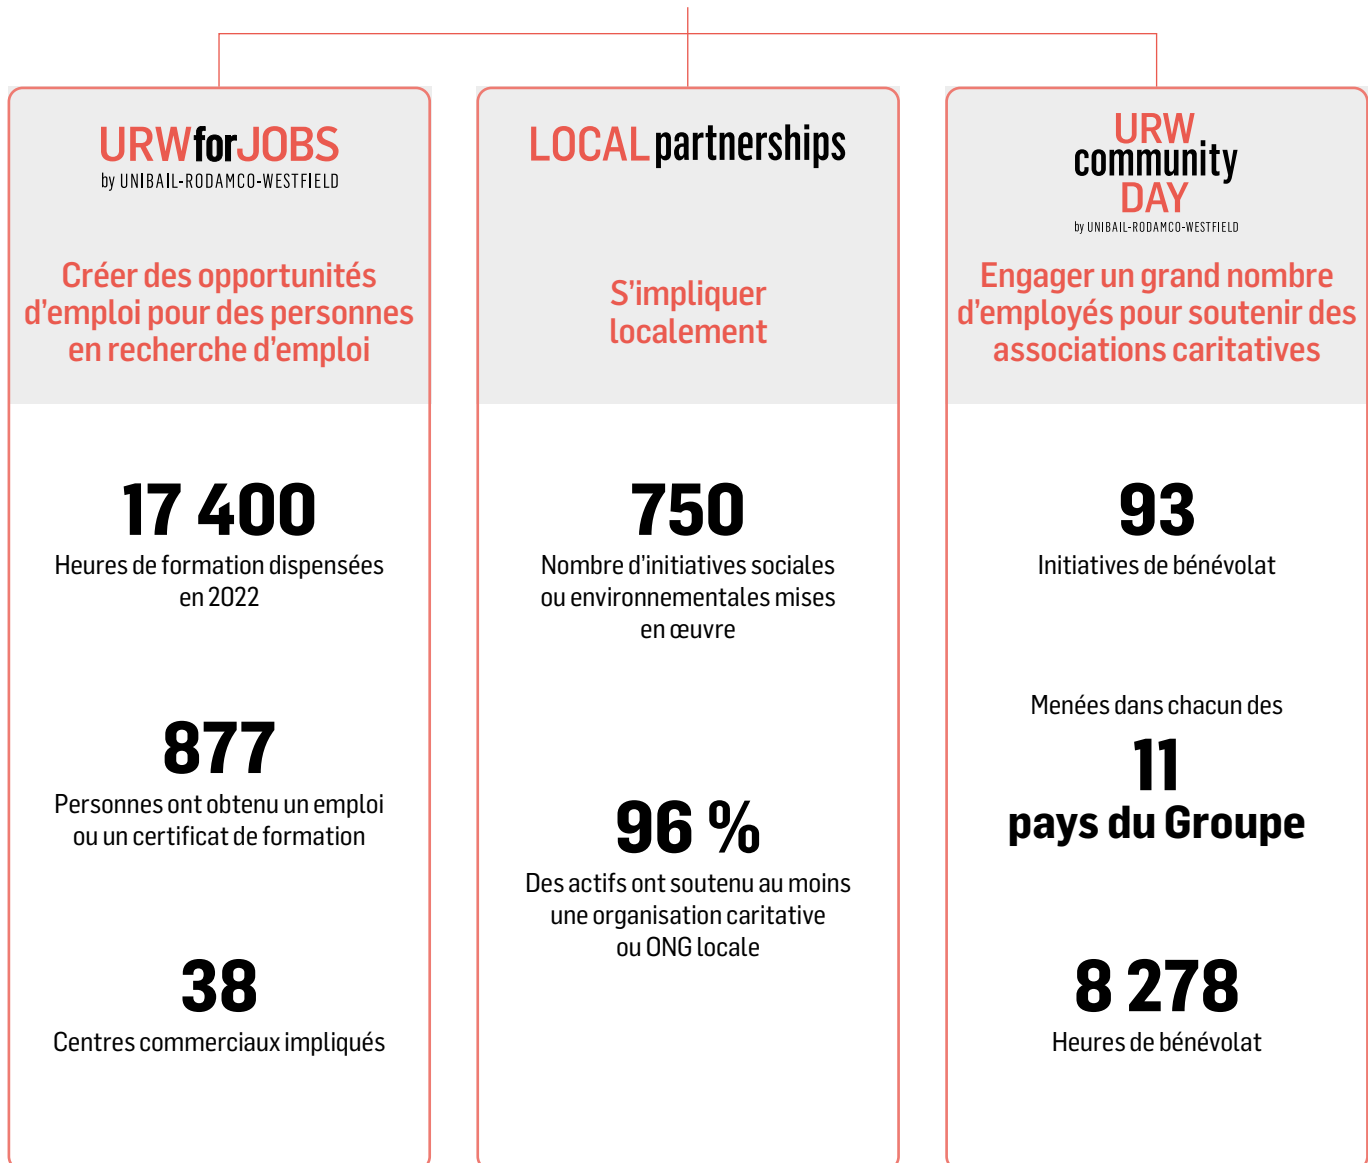 URWforJOBS
by UNIBAIL-RODAMCO-WESTFIELD
Créer des opportunités
d'emploi pour des personnes
en recherche d'emploi
17 400
Heures de formation dispensées
en 2022
877
Personnes ont obtenu un emploi
ou un certificat de formation
38
Centres commerciaux impliqués
LOCAL partnerships
S'impliquer
localement
750
Nombre d'initiatives sociales
ou environnementales mises
en œuvre
96 %
Des actifs ont soutenu au moins
une organisation caritative
ou ONG locale
URW
community
DAY
by UNIBAIL-RODAMCO-WESTFIELD
Engager un grand nombre
d'employés pour soutenir des
associations caritatives
93
Initiatives de bénévolat
Menées dans chacun des
11
pays du Groupe
8 278
Heures de bénévolat